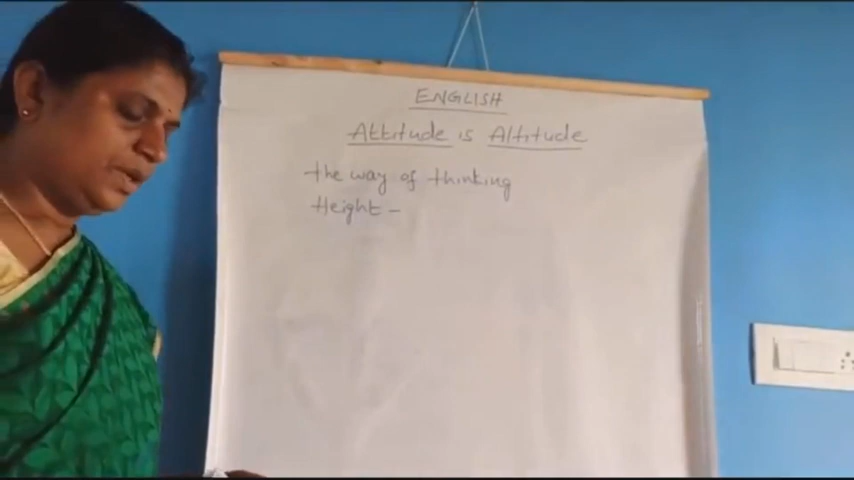 ENGLISH
Attitude is Altitude
the way of thinking
Height -